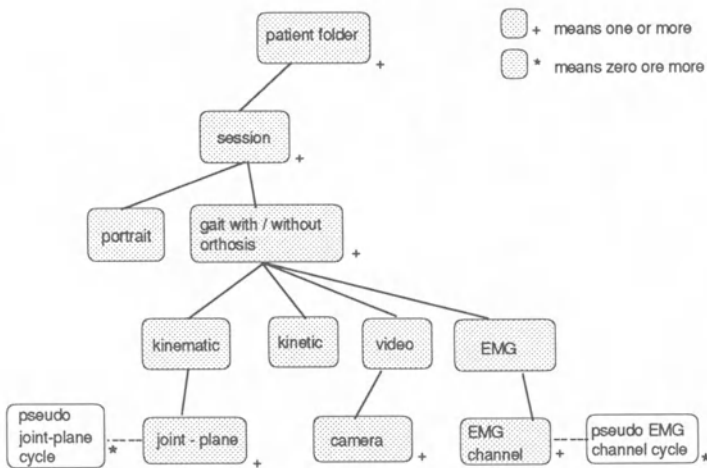 patient folder
+
+ means one or more
* means zero ore more
session
+
portrait
gait with / without
orthosis
+
kinematic
kinetic
video
EMG
pseudo
joint-plane
cycle
*
joint - plane
+
camera
+
EMG
channel
+
pseudo EMG
channel cycle
*